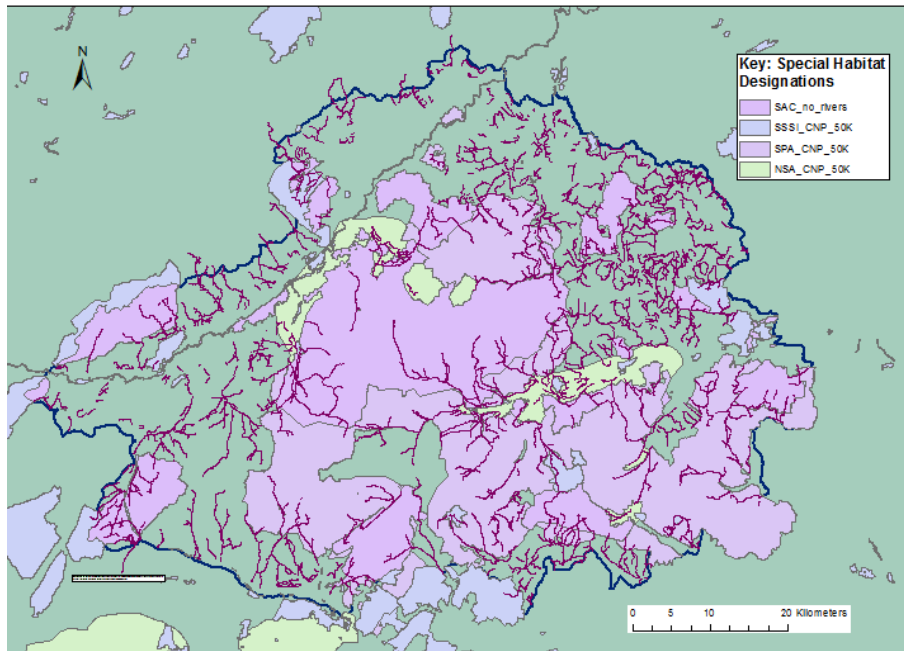 N
Key: Special Habitat
Designations
SAC_no_rivers
SSSI_CNP_50K
SPA_CNP_50K
NSA_CNP_50K
0 5 10 20 Kilometers